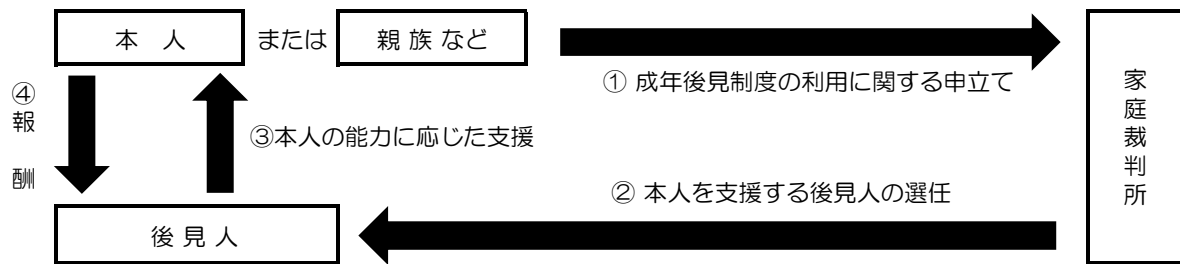 本 人 または 親 族 など
① 成年後見制度の利用に関する申立て
④報 酬
③本人の能力に応じた支援
② 本人を支援する後見人の選任
後 見 人
家庭裁判所